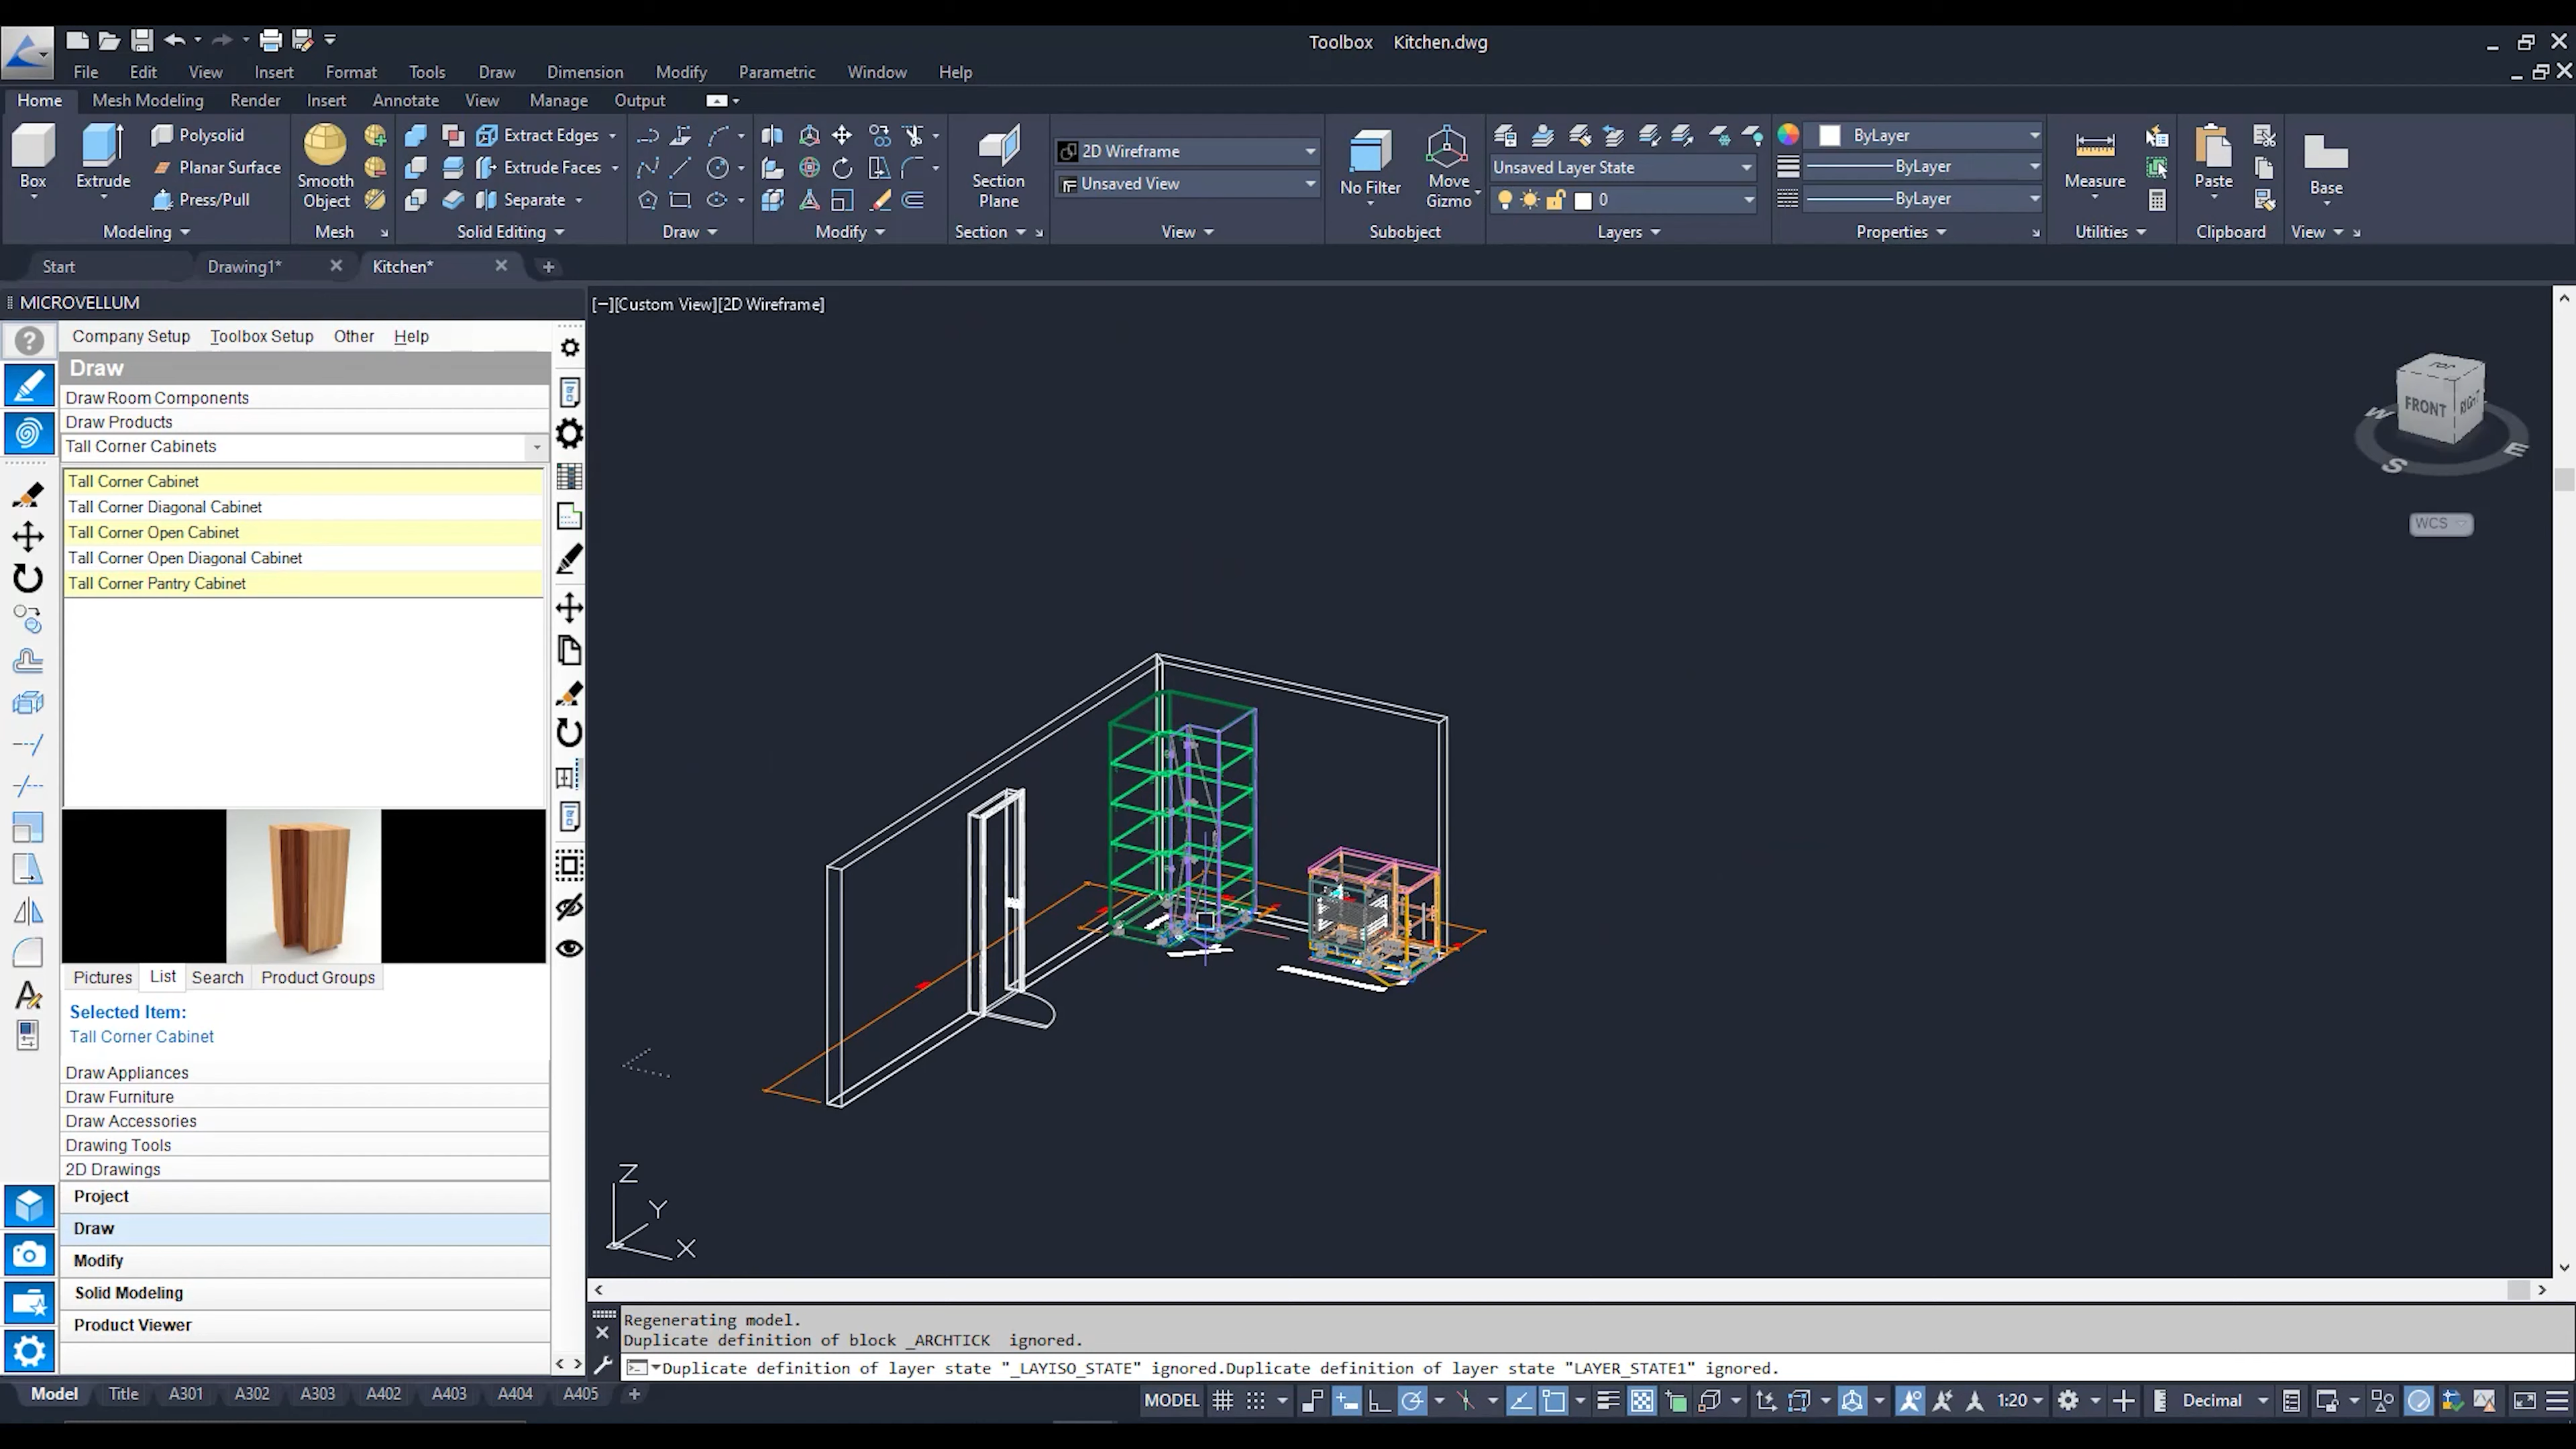 Toolbox Kitchen.dwg
File Edit View Insert Format Tools Draw Dimension Modify Parametric Window Help
Home Mesh Modeling Render Insert Annotate View Manage Output
Box
Extrude
Polysolid
Planar Surface
Press/Pull
Smooth
Object
Extract Edges
Extrude Faces
Separate
Section
Plane
2D Wireframe
Unsaved View
No Filter
Move
Gizmo
Unsaved Layer State
0
ByLayer
ByLayer
ByLayer
Measure
Paste
Base
Modeling Mesh Solid Editing Draw Modify Section View Subobject Layers Properties Utilities Clipboard View
Start Drawing1* Kitchen*
MICROVELLUM
Company Setup Toolbox Setup Other Help
Draw
Draw Room Components
Draw Products
Tall Corner Cabinets
Tall Corner Cabinet
Tall Corner Diagonal Cabinet
Tall Corner Open Cabinet
Tall Corner Open Diagonal Cabinet
Tall Corner Pantry Cabinet
Pictures List Search Product Groups
Selected Item:
Tall Corner Cabinet
Draw Appliances
Draw Furniture
Draw Accessories
Drawing Tools
2D Drawings
Project
Draw
Modify
Solid Modeling
Product Viewer
[−][Custom View][2D Wireframe]
TOP
FRONT
RIGHT
W
S
E
WCS
Z
Y
X
Regenerating model.
Duplicate definition of block _ARCHTICK ignored.
Duplicate definition of layer state "_LAYISO_STATE" ignored.Duplicate definition of layer state "LAYER_STATE1" ignored.
Model Title A301 A302 A303 A402 A403 A404 A405
MODEL
1:20
Decimal